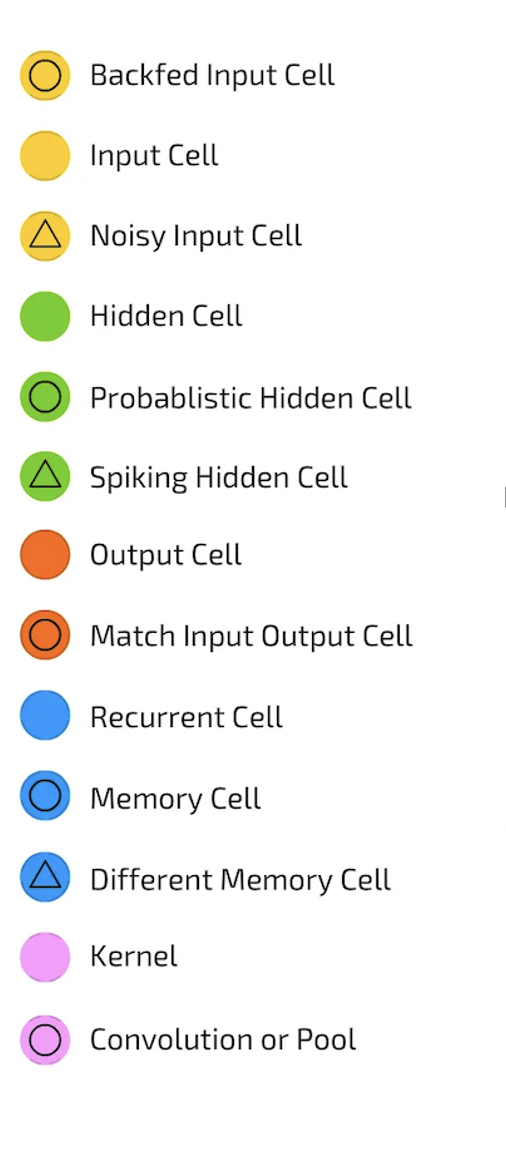 Backfed Input Cell
Input Cell
Noisy Input Cell
Hidden Cell
Probablistic Hidden Cell
Spiking Hidden Cell
Output Cell
Match Input Output Cell
Recurrent Cell
Memory Cell
Different Memory Cell
Kernel
Convolution or Pool